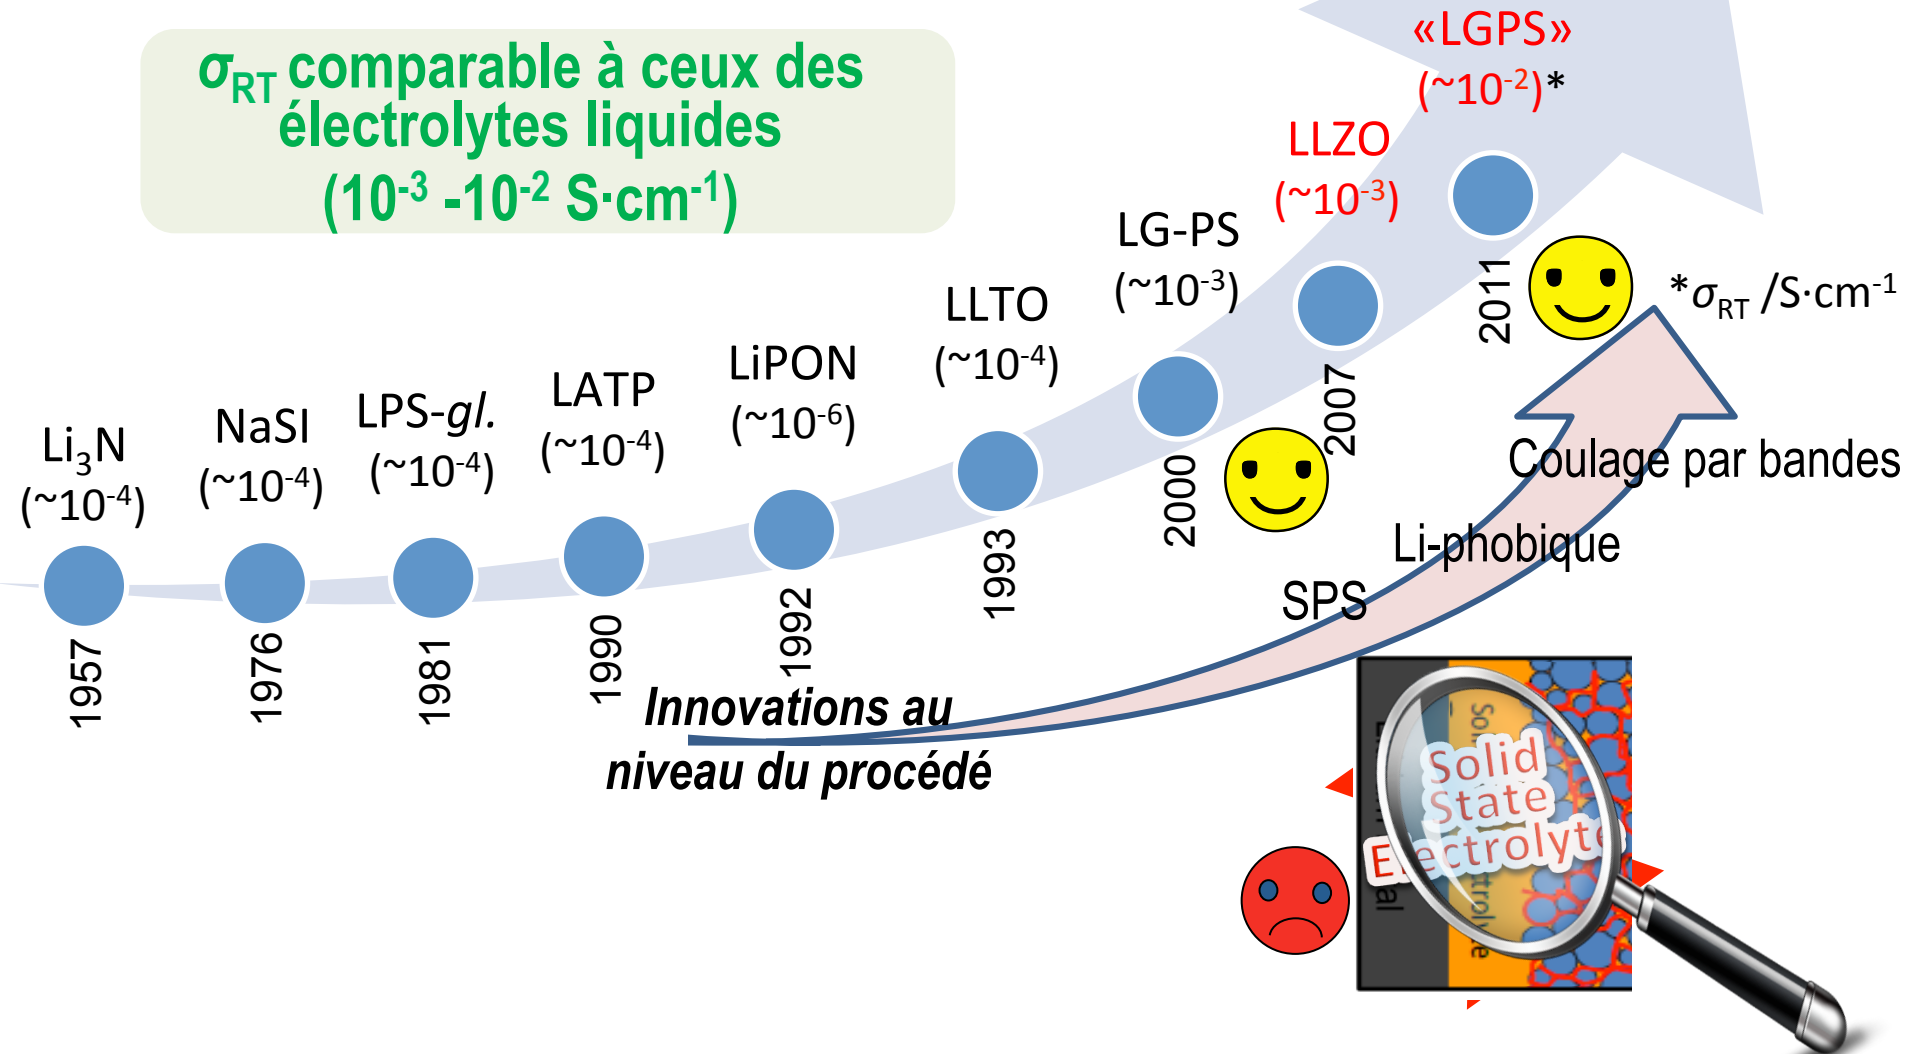 σRT comparable à ceux des
électrolytes liquides
(10-3 -10-2 S·cm-1)
«LGPS»
(~10-2)*
LLZO
(~10-3)
LG-PS
(~10-3)
LLTO
(~10-4)
LiPON
(~10-6)
LATP
(~10-4)
LPS-gl.
(~10-4)
NaSI
(~10-4)
Li3N
(~10-4)
1957
1976
1981
1990
1992
1993
2000
2007
2011
*σRT /S·cm-1
Coulage par bandes
Li-phobique
SPS
Innovations au
niveau du procédé
Solid
State
Electrolyte